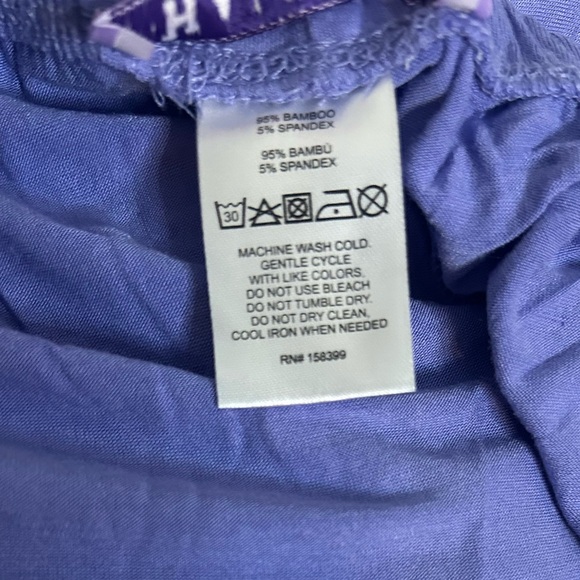 95% BAMBOO
5% SPANDEX
95% BAMBÚ
5% SPANDEX
30
MACHINE WASH COLD.
GENTLE CYCLE
WITH LIKE COLORS.
DO NOT USE BLEACH
DO NOT TUMBLE DRY.
DO NOT DRY CLEAN.
COOL IRON WHEN NEEDED
RN# 158399